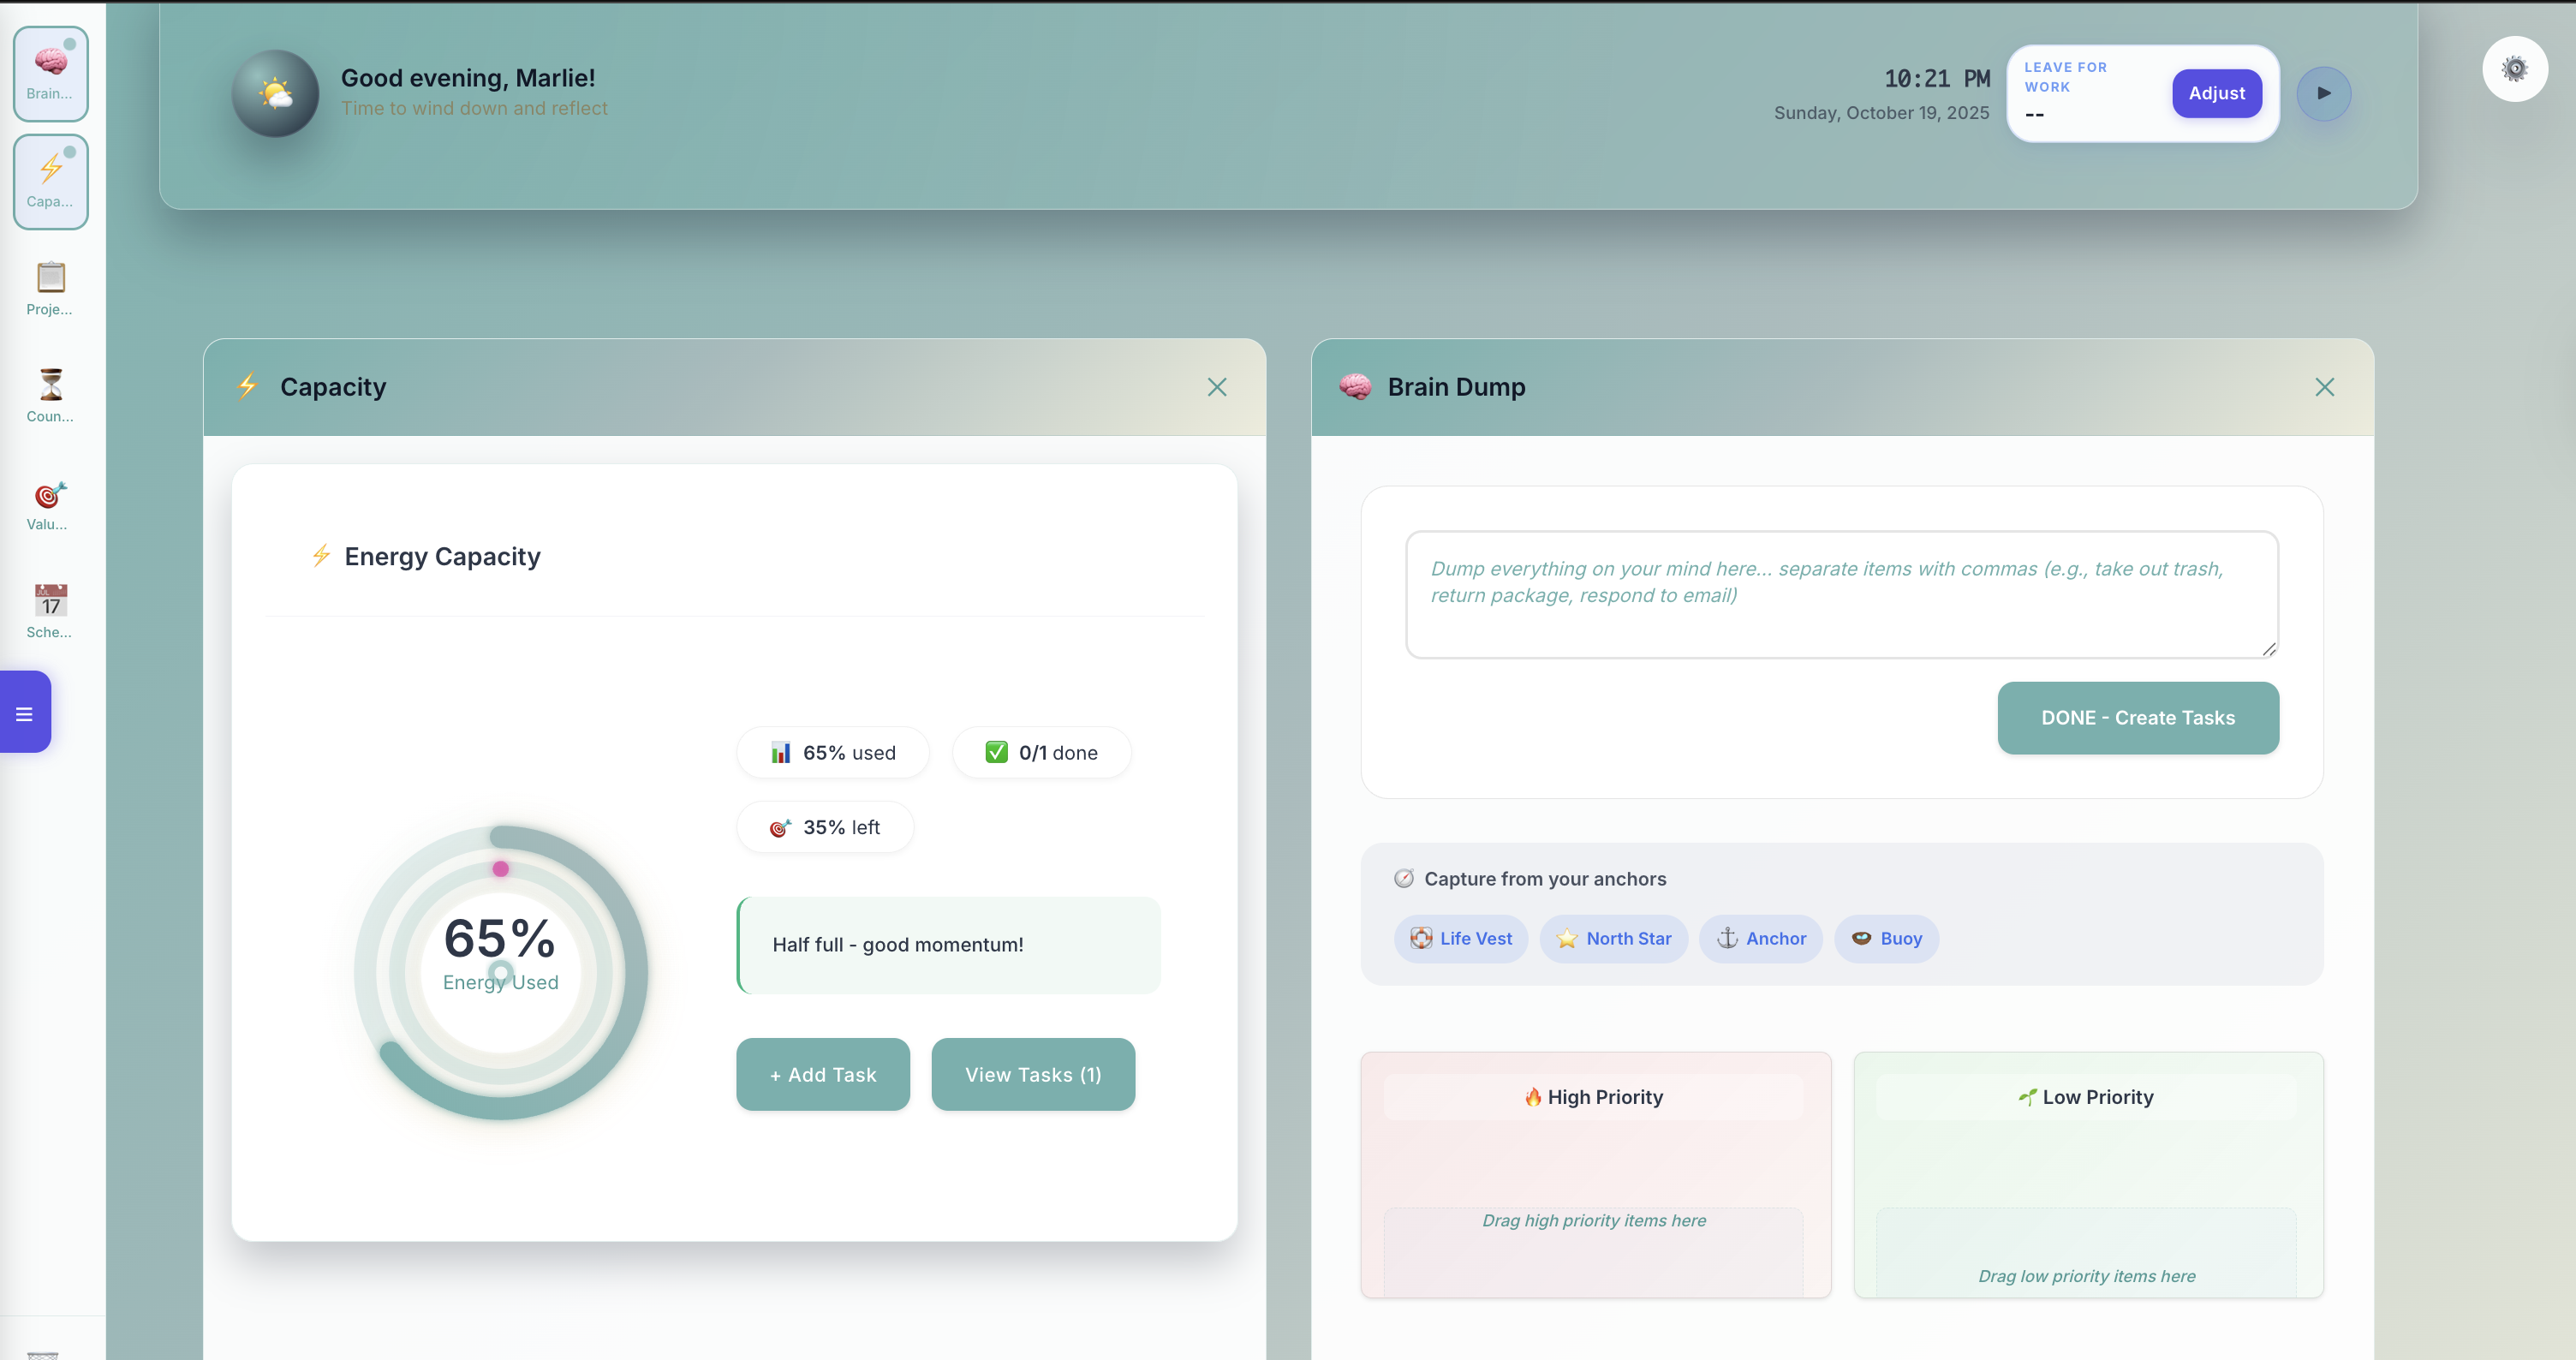 Brain...
Capa...
Proje...
Coun...
Valu...
JUL
17
Sche...
Good evening, Marlie!
Time to wind down and reflect
10:21 PM
Sunday, October 19, 2025
LEAVE FOR
WORK
--
Adjust
Capacity
Energy Capacity
65% used
0/1 done
35% left
65%
Energy Used
Half full - good momentum!
+ Add Task
View Tasks (1)
Brain Dump
Dump everything on your mind here... separate items with commas (e.g., take out trash,
return package, respond to email)
DONE - Create Tasks
Capture from your anchors
Life Vest
North Star
Anchor
Buoy
High Priority
Drag high priority items here
Low Priority
Drag low priority items here